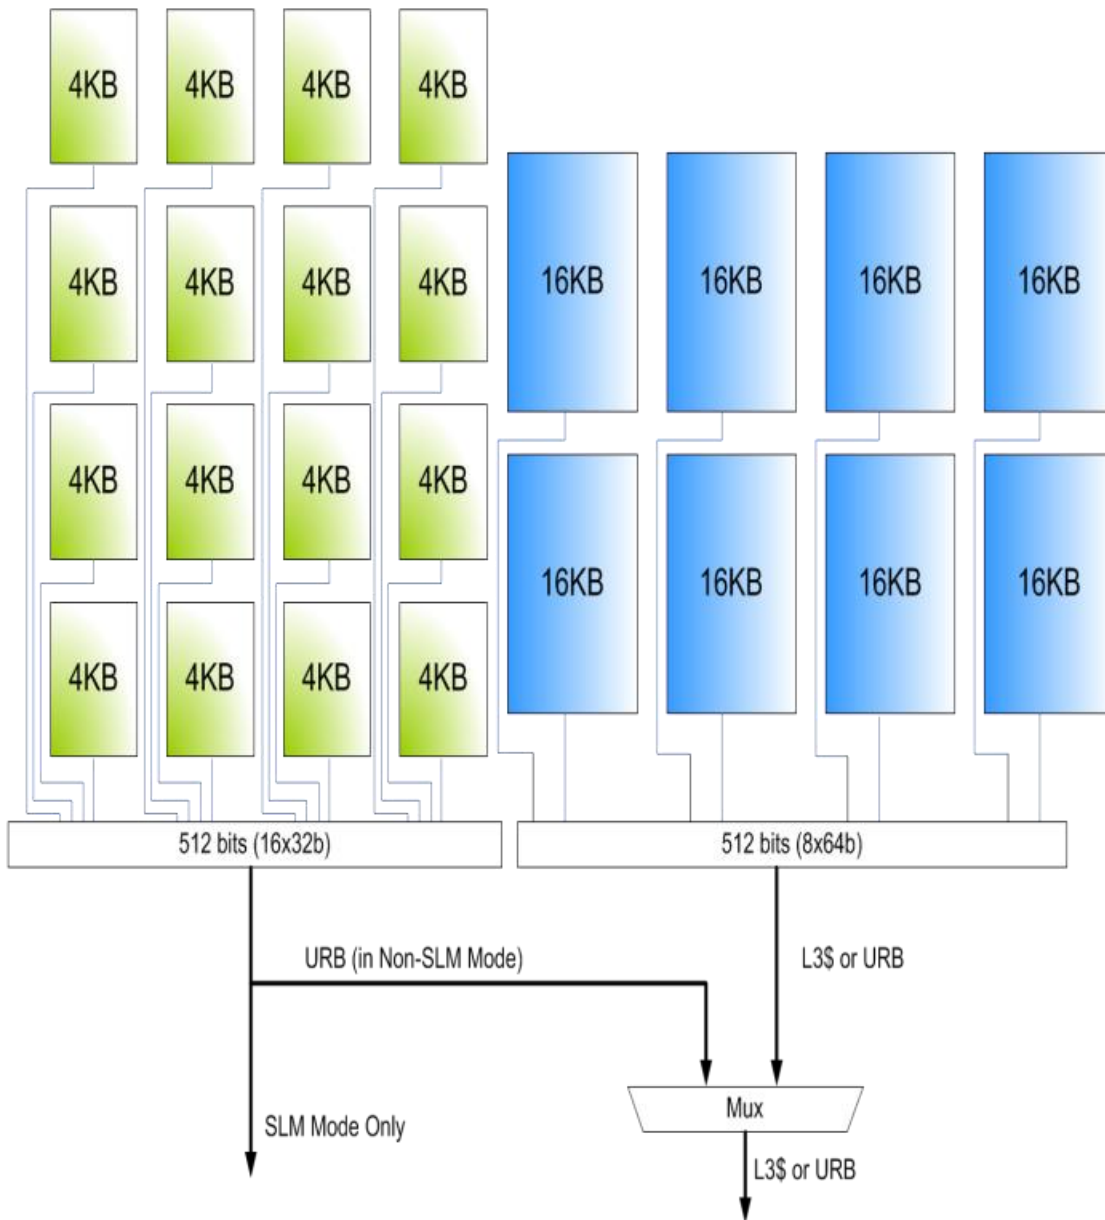 4KB 4KB 4KB 4KB
4KB 4KB 4KB 4KB
16KB 16KB 16KB 16KB
4KB 4KB 4KB 4KB
16KB 16KB 16KB 16KB
4KB 4KB 4KB 4KB
512 bits (16x32b)
512 bits (8x64b)
URB (in Non-SLM Mode)
L3$ or URB
Mux
SLM Mode Only
L3$ or URB